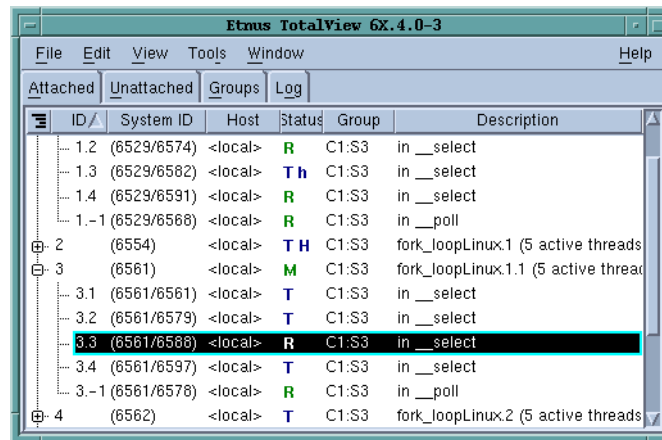 Etnus TotalView 6X.4.0-3
File Edit View Tools Window Help
Attached Unattached Groups Log
ID System ID Host Status Group Description
1.2 (6529/6574) <local> R C1:S3 in __select
1.3 (6529/6582) <local> T h C1:S3 in __select
1.4 (6529/6591) <local> R C1:S3 in __select
1.-1 (6529/6568) <local> R C1:S3 in __poll
2 (6554) <local> T H C1:S3 fork_loopLinux.1 (5 active threads
3 (6561) <local> M C1:S3 fork_loopLinux.1.1 (5 active threac
3.1 (6561/6561) <local> T C1:S3 in __select
3.2 (6561/6579) <local> T C1:S3 in __select
3.3 (6561/6588) <local> R C1:S3 in __select
3.4 (6561/6597) <local> T C1:S3 in __select
3.-1 (6561/6578) <local> R C1:S3 in __poll
4 (6562) <local> T C1:S3 fork_loopLinux.2 (5 active threads